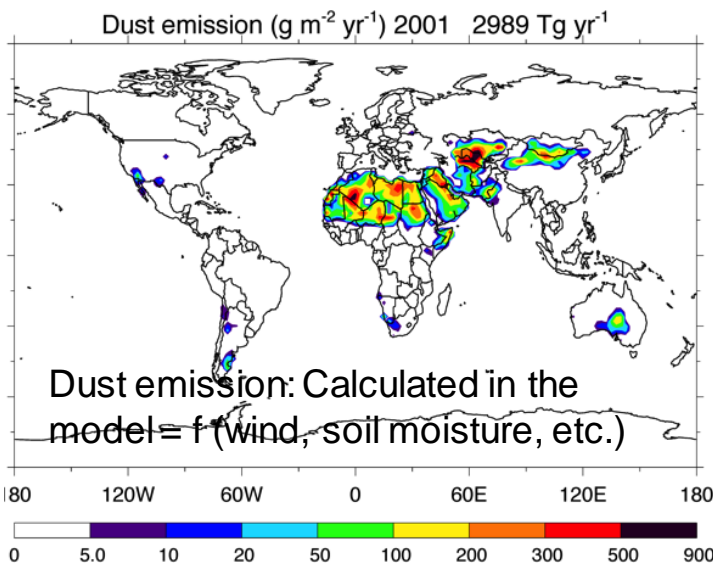 Dust emission (g m⁻² yr⁻¹) 2001 2989 Tg yr⁻¹
Dust emission: Calculated in the
model = f (wind, soil moisture, etc.)
180 120W 60W 0 60E 120E 180
0 5.0 10 20 50 100 200 300 500 900